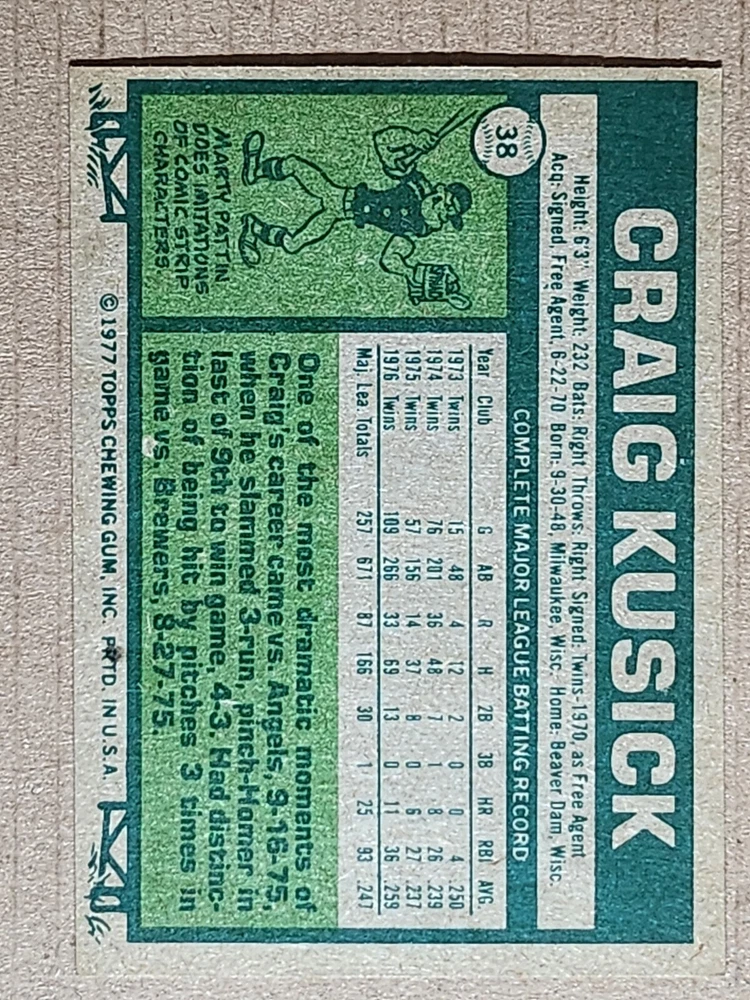 38
CRAIG KUSICK
Height: 6'3" Weight: 232 Bats: Right Throws: Right Signed: Twins-1970, as Free Agent
Acq: Signed Free Agent, 6-22-70 Born: 9-30-48, Milwaukee, Wisc. Home: Beaver Dam, Wisc.
COMPLETE MAJOR LEAGUE BATTING RECORD
Year Club G AB R H 2B 3B HR RBI AVG.
1973 Twins 15 48 4 12 2 0 0 4 .250
1974 Twins 76 201 36 48 7 1 8 26 .239
1975 Twins 57 156 14 37 8 0 6 27 .237
1976 Twins 109 266 33 69 13 0 11 36 .259
Maj. Lea. Totals 257 671 87 166 30 1 25 93 .247
MARTY PATTIN
DOES IMITATIONS
OF COMIC STRIP
CHARACTERS
One of the most dramatic moments of
Craig's career came vs. Angels, 9-16-75,
when he slammed 3-run, pinch-Homer in
last of 9th to win game, 4-3. Had distinc-
tion of being hit by pitches 3 times in
game vs. Brewers, 8-27-75.
© 1977 TOPPS CHEWING GUM, INC. PRTD. IN U.S.A.